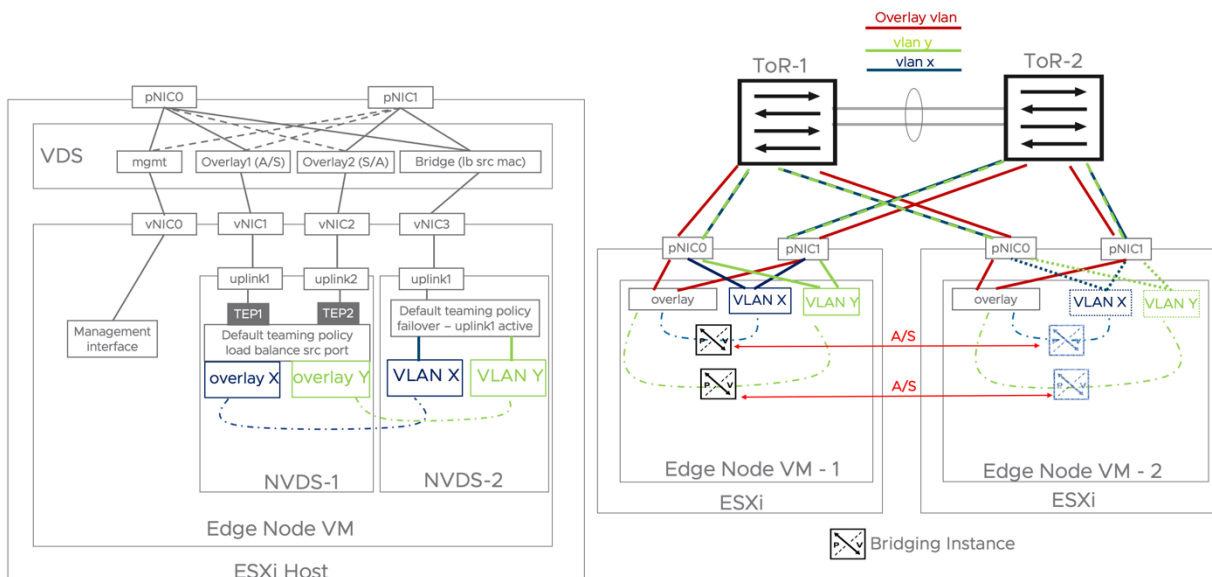 pNIC0
pNIC1
VDS
mgmt
Overlay1 (A/S)
Overlay2 (S/A)
Bridge (lb src mac)
vNIC0
vNIC1
vNIC2
vNIC3
uplink1
uplink2
uplink1
TEP1
TEP2
Management
interface
Default teaming policy
load balance src port
Default teaming policy
failover – uplink1 active
overlay X
overlay Y
VLAN X
VLAN Y
NVDS-1
NVDS-2
Edge Node VM
ESXi Host
Overlay vlan
vlan y
vlan x
ToR-1
ToR-2
pNIC0
pNIC1
pNIC0
pNIC1
overlay
VLAN X
VLAN Y
overlay
VLAN X
VLAN Y
P V
A/S
P V
P V
A/S
P V
Edge Node VM - 1
Edge Node VM - 2
ESXi
ESXi
P V
Bridging Instance